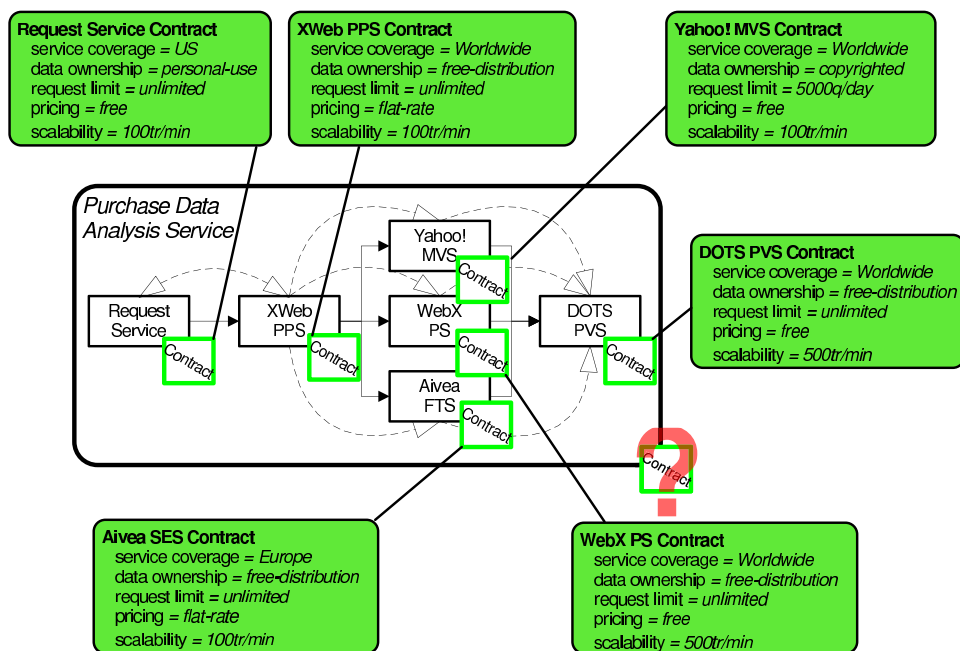 Request Service Contract
service coverage = US
data ownership = personal-use
request limit = unlimited
pricing = free
scalability = 100tr/min
XWeb PPS Contract
service coverage = Worldwide
data ownership = free-distribution
request limit = unlimited
pricing = flat-rate
scalability = 100tr/min
Yahoo! MVS Contract
service coverage = Worldwide
data ownership = copyrighted
request limit = 5000q/day
pricing = free
scalability = 100tr/min
Purchase Data
Analysis Service
Request
Service
Contract
XWeb
PPS
Contract
Yahoo!
MVS
Contract
WebX
PS
Contract
Aivea
FTS
Contract
DOTS
PVS
Contract
DOTS PVS Contract
service coverage = Worldwide
data ownership = free-distribution
request limit = unlimited
pricing = free
scalability = 500tr/min
Contract
?
Aivea SES Contract
service coverage = Europe
data ownership = free-distribution
request limit = unlimited
pricing = flat-rate
scalability = 100tr/min
WebX PS Contract
service coverage = Worldwide
data ownership = free-distribution
request limit = unlimited
pricing = free
scalability = 500tr/min